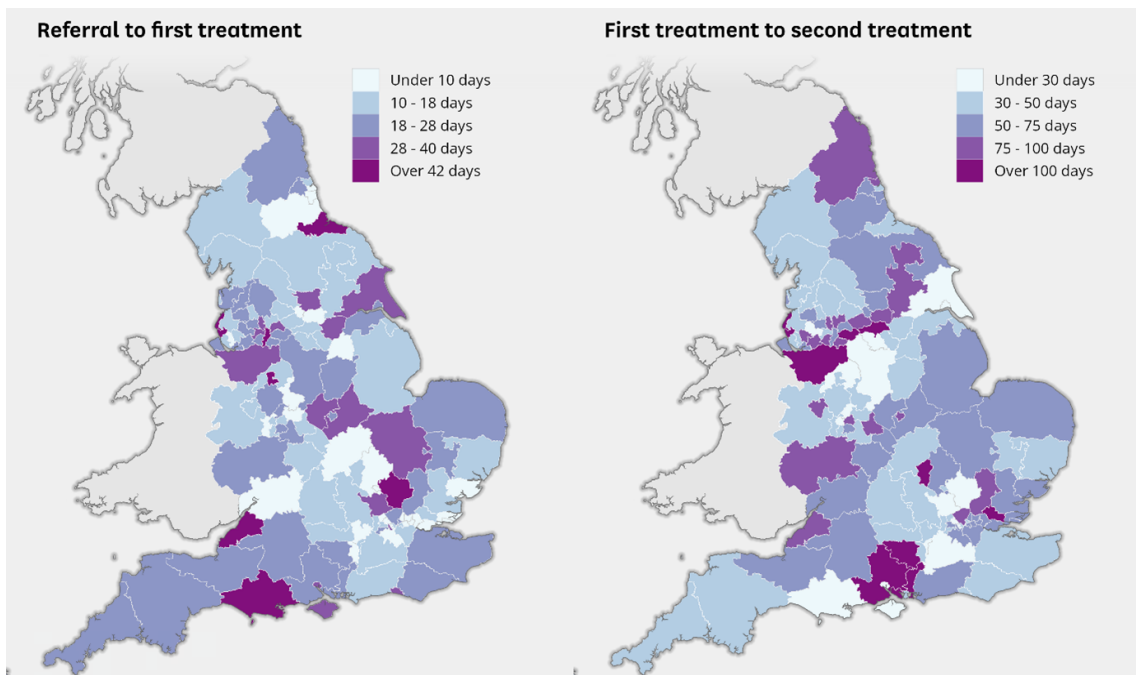 Referral to first treatment
Under 10 days
10 - 18 days
18 - 28 days
28 - 40 days
Over 42 days
First treatment to second treatment
Under 30 days
30 - 50 days
50 - 75 days
75 - 100 days
Over 100 days